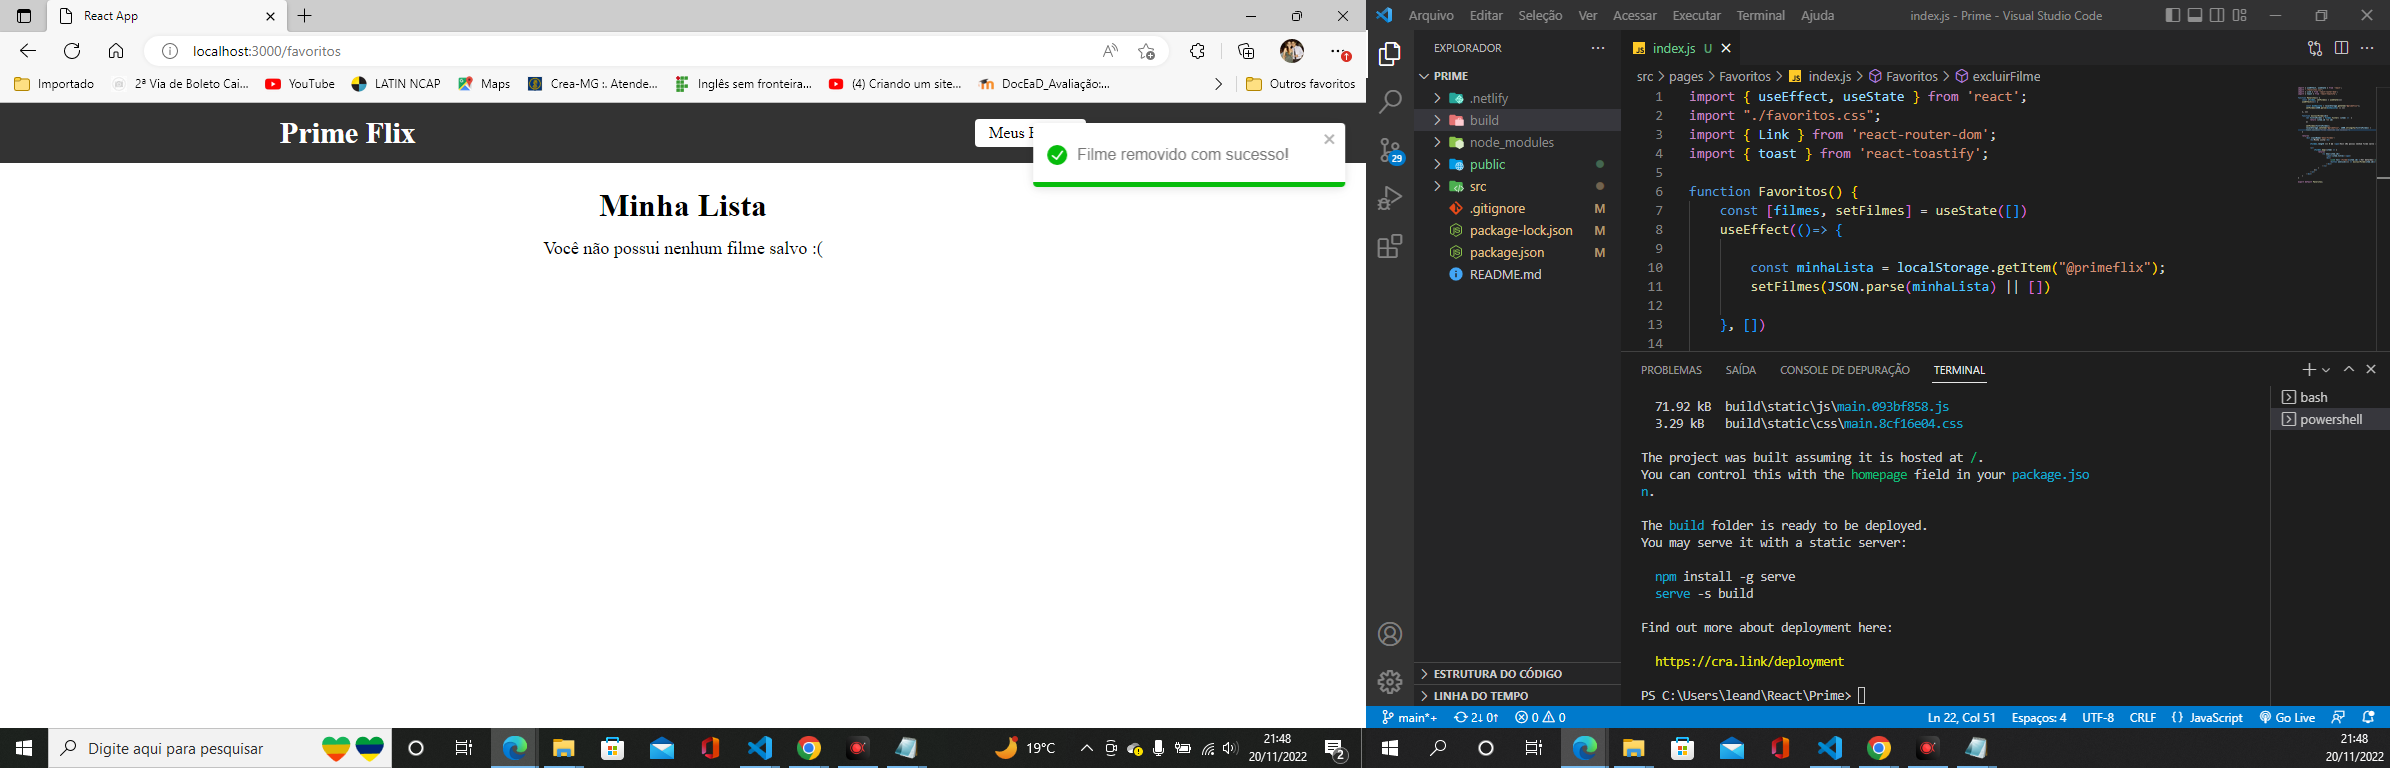 React App
localhost:3000/favoritos
Importado
2ª Via de Boleto Cai...
YouTube
LATIN NCAP
Maps
Crea-MG :. Atende...
Inglês sem fronteira...
(4) Criando um site...
DocEaD_Avaliação:...
Outros favoritos
Prime Flix
Meus
Filme removido com sucesso!
Minha Lista
Você não possui nenhum filme salvo :(
Digite aqui para pesquisar
19°C
21:48
20/11/2022
2
Arquivo Editar Seleção Ver Acessar Executar Terminal Ajuda
index.js - Prime - Visual Studio Code
29
EXPLORADOR
PRIME
.netlify
build
node_modules
public
src
.gitignore M
package-lock.json M
package.json M
README.md
ESTRUTURA DO CÓDIGO
LINHA DO TEMPO
index.js U
src > pages > Favoritos > index.js > Favoritos > excluirFilme
1 import { useEffect, useState } from 'react';
2 import "./favoritos.css";
3 import { Link } from 'react-router-dom';
4 import { toast } from 'react-toastify';
5
6 function Favoritos() {
7 const [filmes, setFilmes] = useState([])
8 useEffect(()=> {
9
10 const minhaLista = localStorage.getItem("@primeflix");
11 setFilmes(JSON.parse(minhaLista) || [])
12
13 }, [])
14
PROBLEMAS SAÍDA CONSOLE DE DEPURAÇÃO TERMINAL
bash
powershell
71.92 kB build\static\js\main.093bf858.js
3.29 kB build\static\css\main.8cf16e04.css
The project was built assuming it is hosted at /.
You can control this with the homepage field in your package.jso
n.
The build folder is ready to be deployed.
You may serve it with a static server:
npm install -g serve
serve -s build
Find out more about deployment here:
https://cra.link/deployment
PS C:\Users\leand\React\Prime>
main*+ 2↓ 0↑ 0 0
Ln 22, Col 51 Espaços: 4 UTF-8 CRLF {} JavaScript Go Live
21:48
20/11/2022